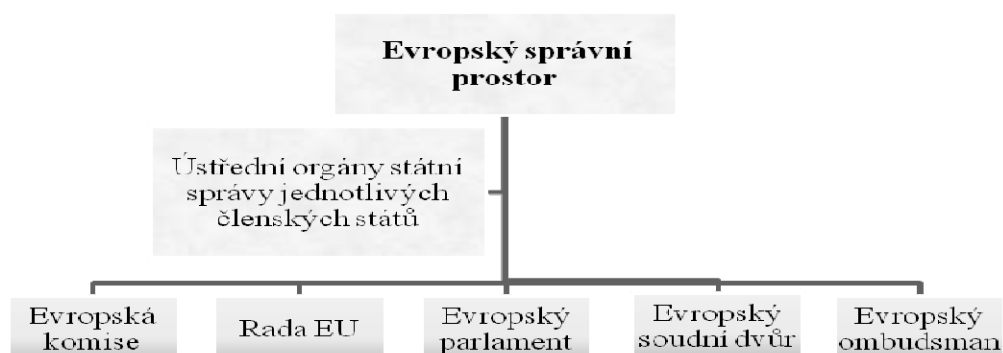 Evropský správní
prostor
Ústřední orgány státní
správy jednotlivých
členských států
Evropská
komise
Rada EU
Evropský
parlament
Evropský
soudní dvůr
Evropský
ombudsman